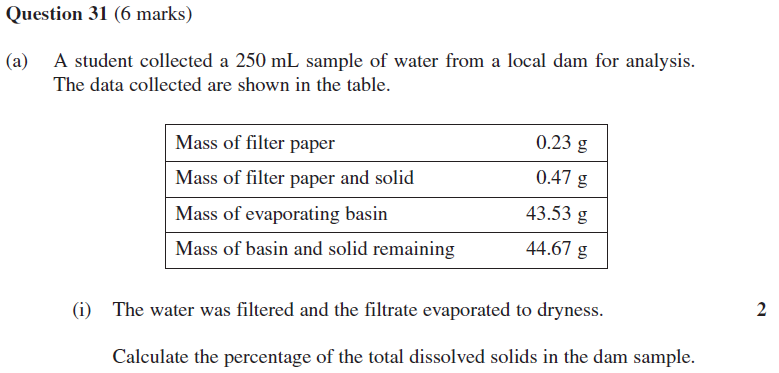 Question 31 (6 marks)
(a) A student collected a 250 mL sample of water from a local dam for analysis.
The data collected are shown in the table.
Mass of filter paper 0.23 g
Mass of filter paper and solid 0.47 g
Mass of evaporating basin 43.53 g
Mass of basin and solid remaining 44.67 g
(i) The water was filtered and the filtrate evaporated to dryness. 2
Calculate the percentage of the total dissolved solids in the dam sample.